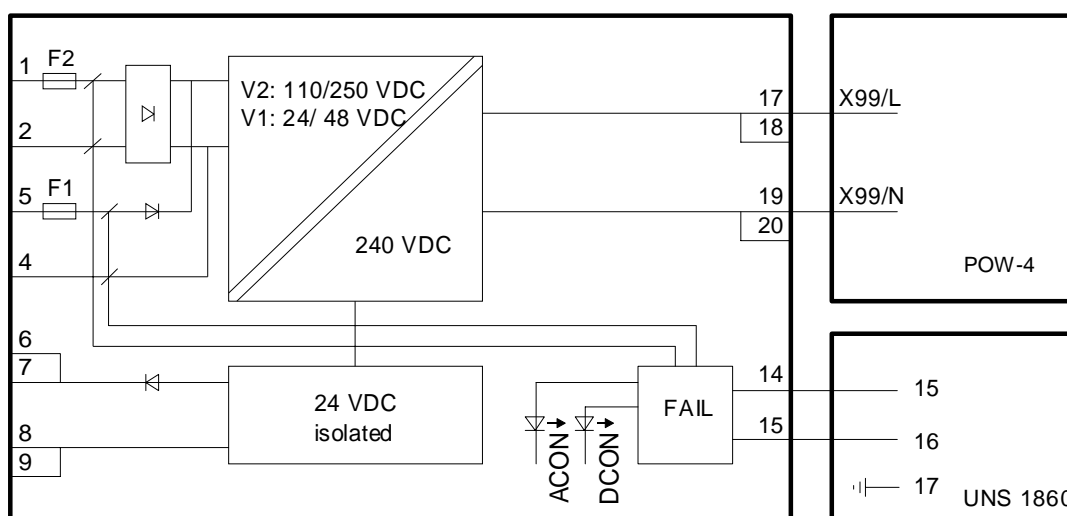 1 F2
2
5 F1
4
6
7
8
9
V2: 110/250 VDC
V1: 24/ 48 VDC
240 VDC
24 VDC
isolated
ACON
DCON
FAIL
17
18
19
20
14
15
X99/L
X99/N
POW-4
15
16
17
UNS 1860